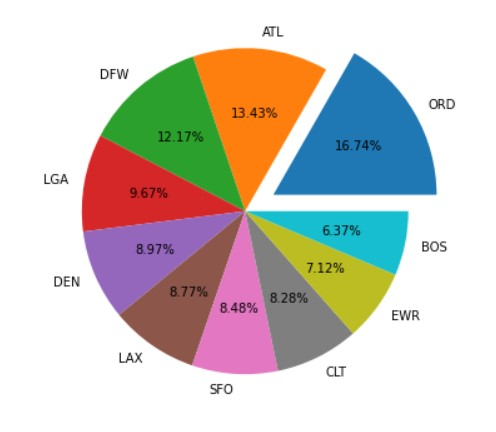 ATL
ORD
DFW
13.43%
16.74%
12.17%
LGA
9.67%
6.37%
BOS
8.97%
7.12%
DEN
8.77%
8.28%
8.48%
EWR
LAX
CLT
SFO